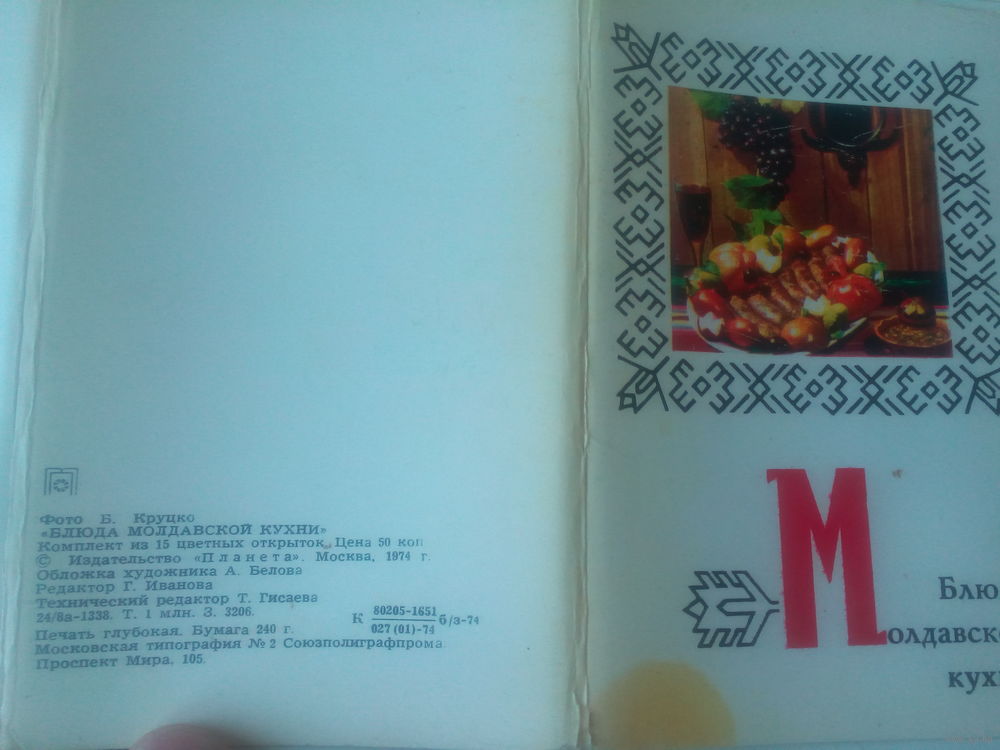 Фото Б. Круцко
«БЛЮДА МОЛДАВСКОЙ КУХНИ»
Комплект из 15 цветных открыток. Цена 50 коп
© Издательство «Планета». Москва, 1974 г.
Обложка художника А. Белова
Редактор Г. Иванова
Технический редактор Т. Гисаева
24/8а-1338. Т. 1 млн. З. 3206.
К 80205-1651 б/з-74
027 (01)-74
Печать глубокая. Бумага 240 г.
Московская типография № 2 Союзполиграфпрома
Проспект Мира, 105.
Блю
Молдавск
кух